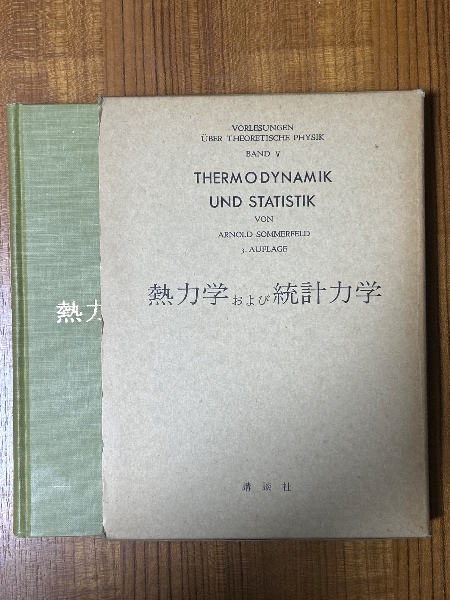 VORLESUNGEN
ÜBER THEORETISCHE PHYSIK
BAND V
THERMODYNAMIK
UND STATISTIK
VON
ARNOLD SOMMERFELD
3. AUFLAGE
熱力学および統計力学
講談社
熱力